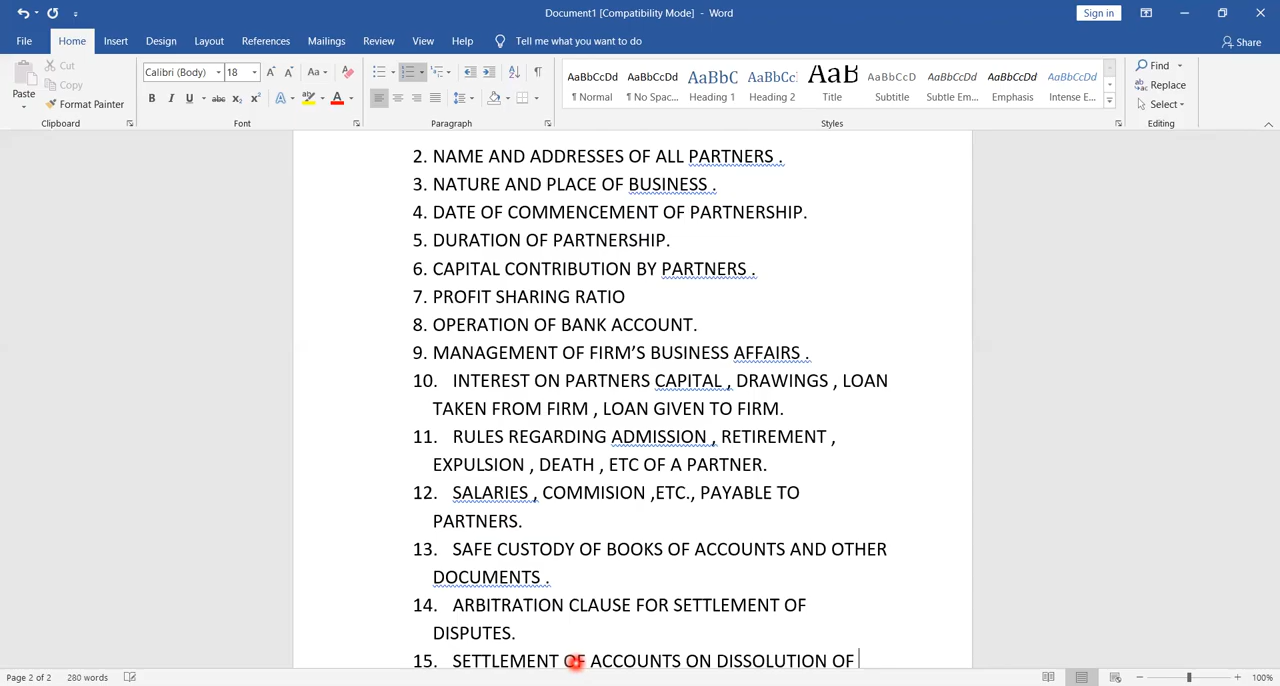 Document1 [Compatibility Mode] - Word
Sign in
File Home Insert Design Layout References Mailings Review View Help Tell me what you want to do
Share
Paste
Cut
Copy
Format Painter
Clipboard
Calibri (Body) 18
Font
Paragraph
AaBbCcDd AaBbCcDd AaBbC AaBbCc AaB AaBbCcD AaBbCcDd AaBbCcDd AaBbCcDd
¶ Normal ¶ No Spac... Heading 1 Heading 2 Title Subtitle Subtle Em... Emphasis Intense E...
Styles
Find
Replace
Select
Editing
2. NAME AND ADDRESSES OF ALL PARTNERS .
3. NATURE AND PLACE OF BUSINESS .
4. DATE OF COMMENCEMENT OF PARTNERSHIP.
5. DURATION OF PARTNERSHIP.
6. CAPITAL CONTRIBUTION BY PARTNERS .
7. PROFIT SHARING RATIO
8. OPERATION OF BANK ACCOUNT.
9. MANAGEMENT OF FIRM’S BUSINESS AFFAIRS .
10. INTEREST ON PARTNERS CAPITAL , DRAWINGS , LOAN
TAKEN FROM FIRM , LOAN GIVEN TO FIRM.
11. RULES REGARDING ADMISSION , RETIREMENT ,
EXPULSION , DEATH , ETC OF A PARTNER.
12. SALARIES , COMMISION ,ETC., PAYABLE TO
PARTNERS.
13. SAFE CUSTODY OF BOOKS OF ACCOUNTS AND OTHER
DOCUMENTS .
14. ARBITRATION CLAUSE FOR SETTLEMENT OF
DISPUTES.
15. SETTLEMENT OF ACCOUNTS ON DISSOLUTION OF
Page 2 of 2 280 words
100%